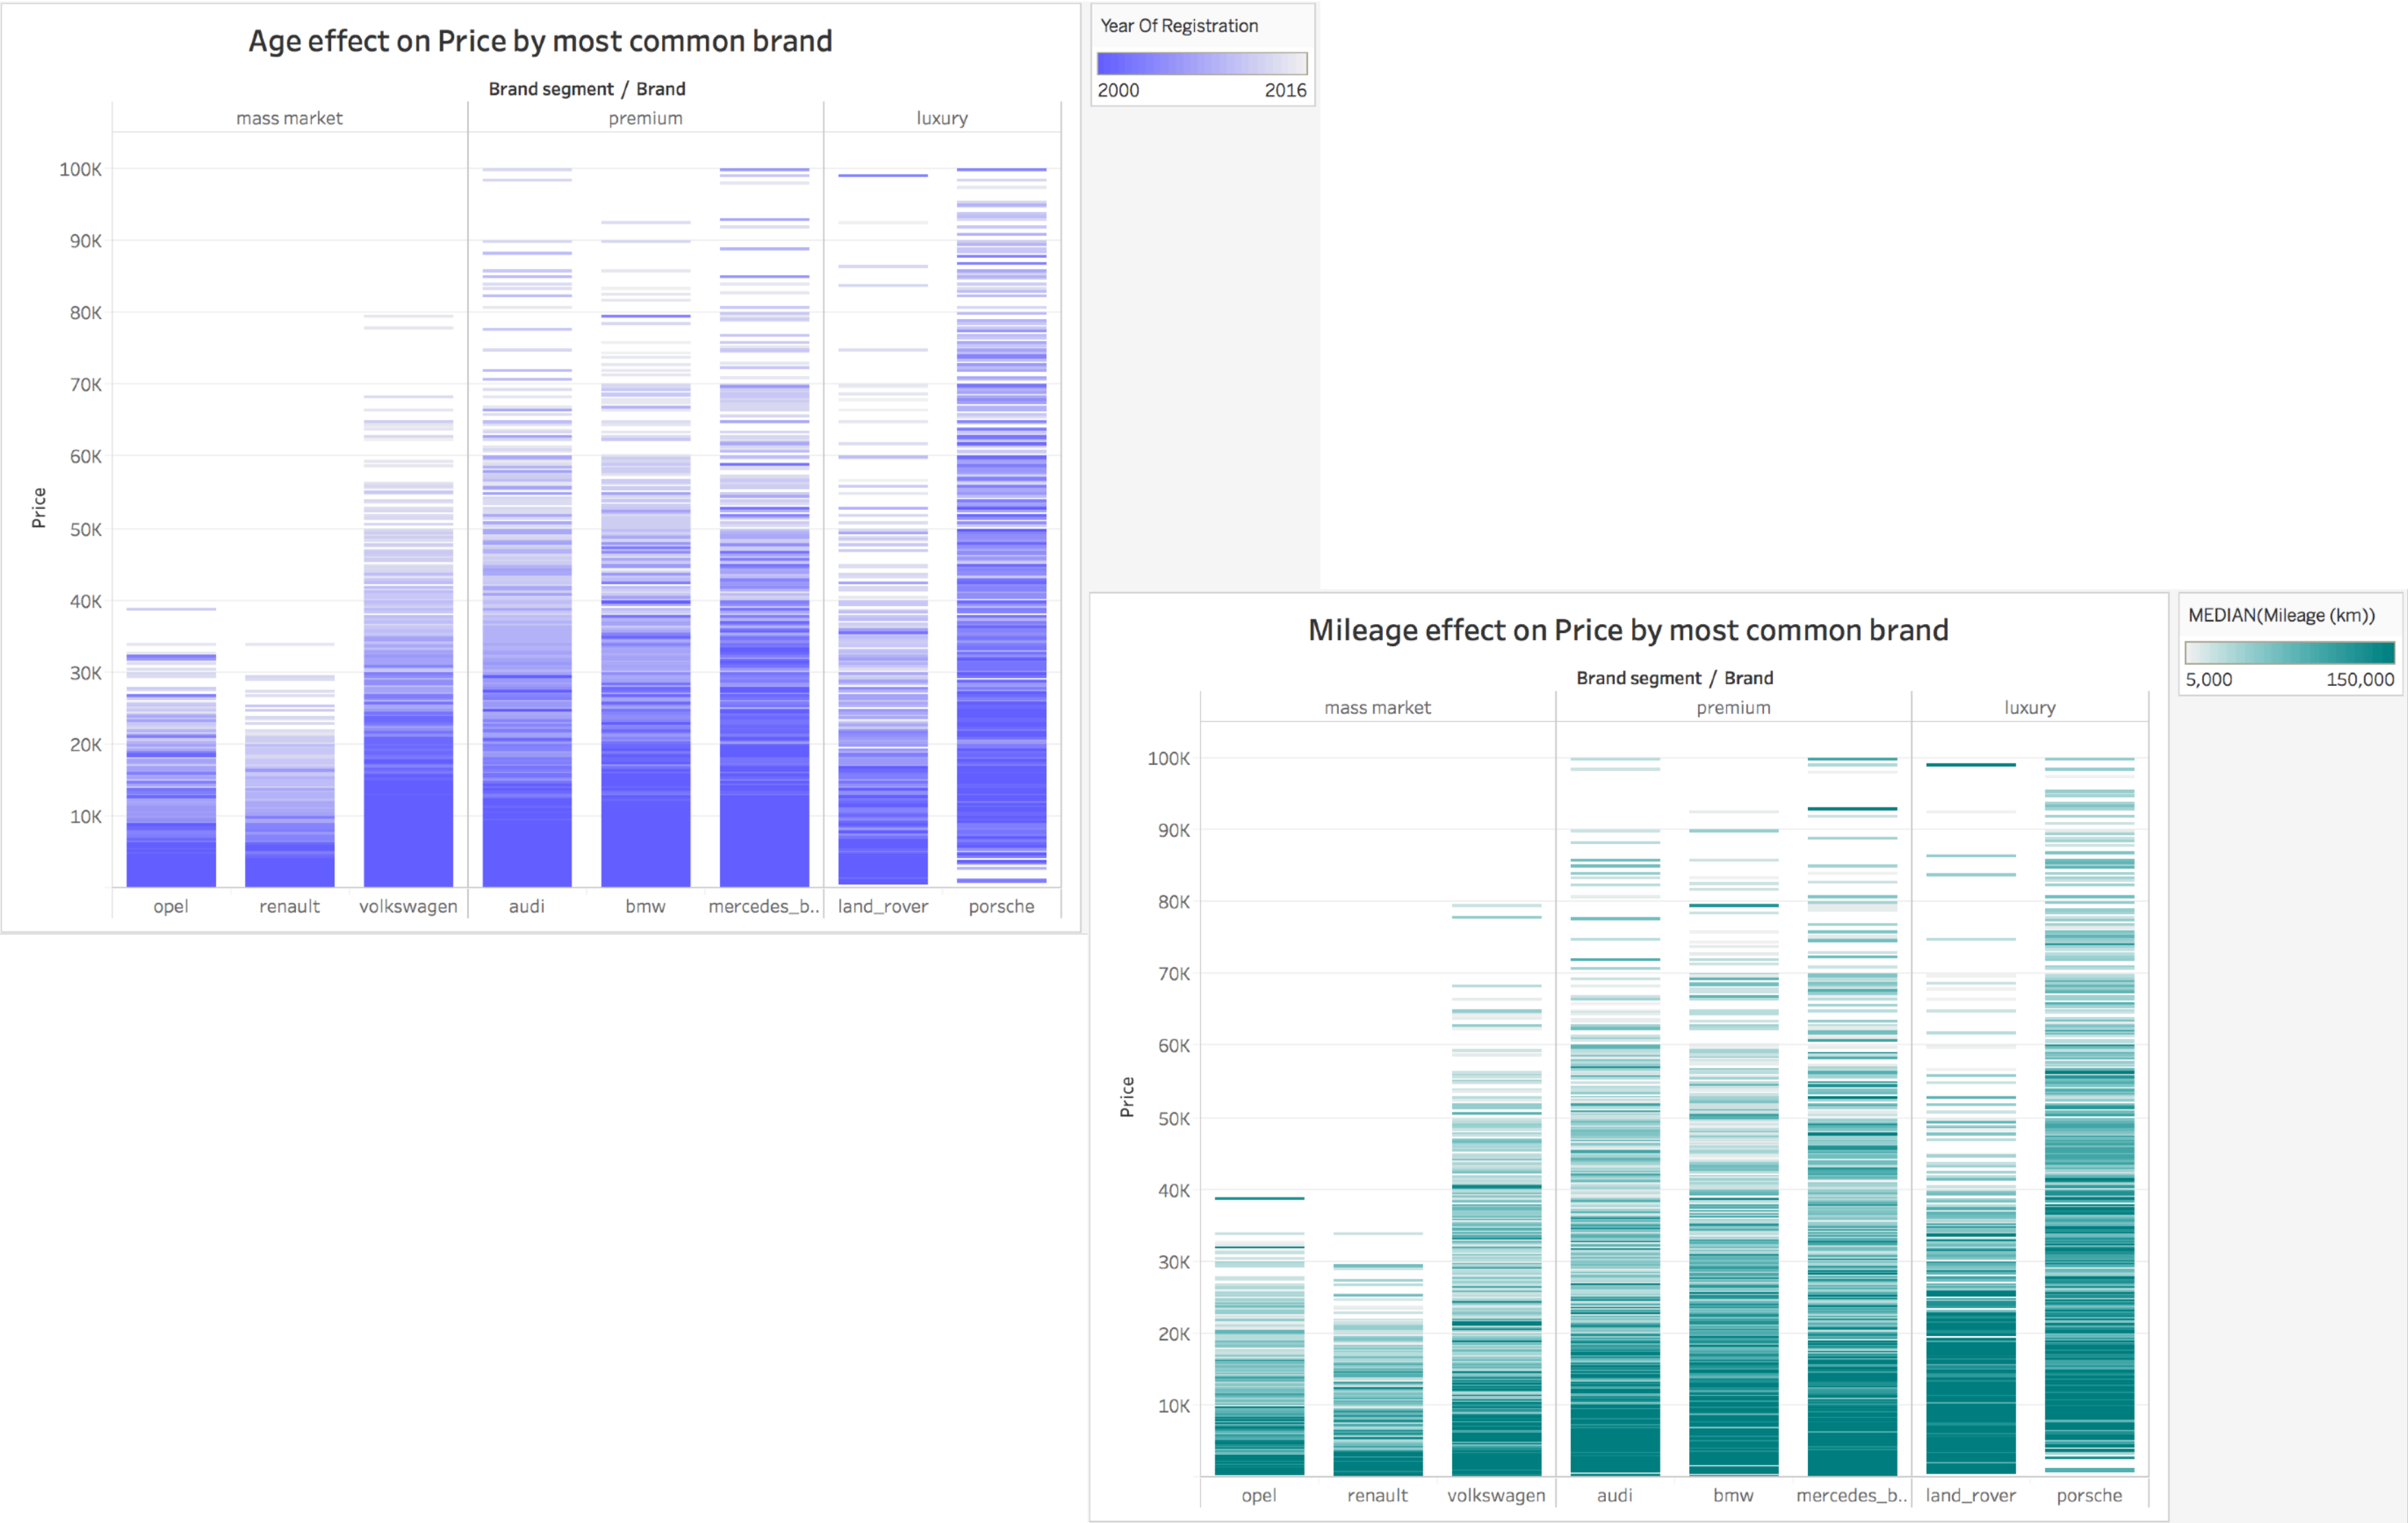 Age effect on Price by most common brand
Brand segment / Brand
mass market premium luxury
100K
90K
80K
70K
60K
50K
40K
30K
20K
10K
Price
opel renault volkswagen audi bmw mercedes_b.. land_rover porsche
Year Of Registration
2000 2016
Mileage effect on Price by most common brand
Brand segment / Brand
mass market premium luxury
100K
90K
80K
70K
60K
50K
40K
30K
20K
10K
Price
opel renault volkswagen audi bmw mercedes_b.. land_rover porsche
MEDIAN(Mileage (km))
5,000 150,000